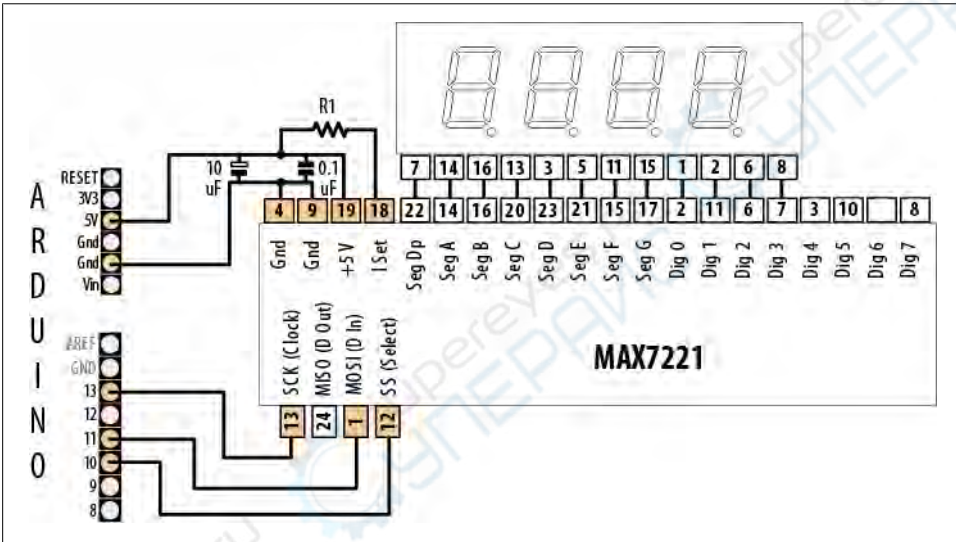 R1
10 uF
0.1 uF
ARDUINO
RESET
3V3
5V
Gnd
Gnd
Vin
AREF
GND
13
12
11
10
9
8
7 14 16 13 3 5 11 15 1 2 6 8
4 9 19 18 22 14 16 20 23 21 15 17 2 11 6 7 3 10 8
Gnd
Gnd
+5V
ISet
Seg Dp
Seg A
Seg B
Seg C
Seg D
Seg E
Seg F
Seg G
Dig 0
Dig 1
Dig 2
Dig 3
Dig 4
Dig 5
Dig 6
Dig 7
SCK (Clock)
MISO (D Out)
MOSI (D In)
SS (Select)
MAX7221
13 24 1 12